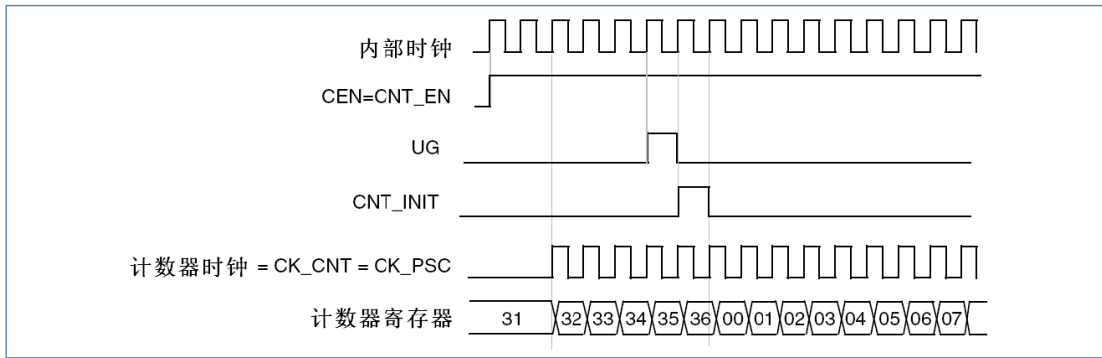 内部时钟
CEN=CNT_EN
UG
CNT_INIT
计数器时钟 = CK_CNT = CK_PSC
计数器寄存器 31 32 33 34 35 36 00 01 02 03 04 05 06 07